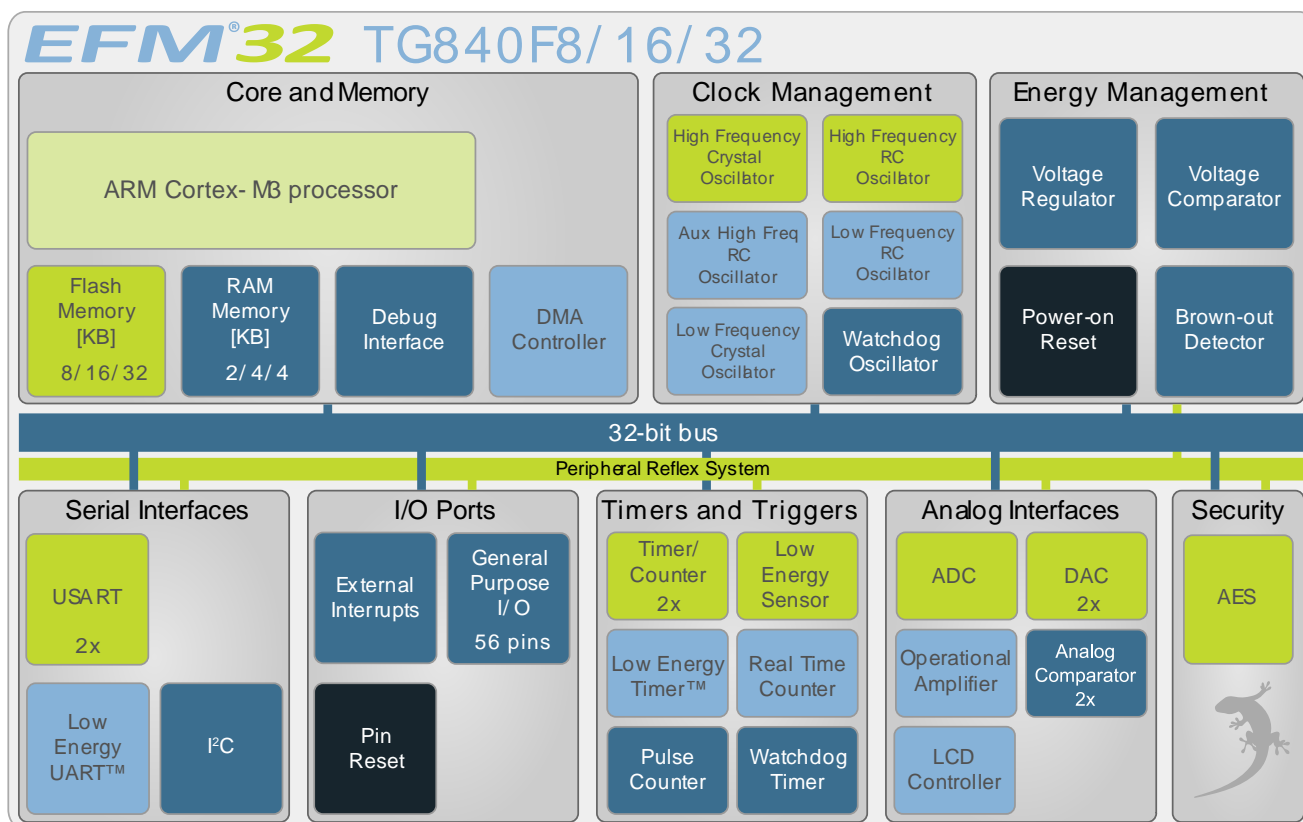 EFM®32 TG840F8/16/32
Core and Memory
ARM Cortex-M3 processor
Flash
Memory
[KB]
8/16/32
RAM
Memory
[KB]
2/4/4
Debug
Interface
DMA
Controller
Clock Management
High Frequency
Crystal
Oscillator
High Frequency
RC
Oscillator
Aux High Freq
RC
Oscillator
Low Frequency
RC
Oscillator
Low Frequency
Crystal
Oscillator
Watchdog
Oscillator
Energy Management
Voltage
Regulator
Voltage
Comparator
Power-on
Reset
Brown-out
Detector
32-bit bus
Peripheral Reflex System
Serial Interfaces
USART
2x
Low
Energy
UART™
I²C
I/O Ports
External
Interrupts
General
Purpose
I/O
56 pins
Pin
Reset
Timers and Triggers
Timer/
Counter
2x
Low
Energy
Sensor
Low Energy
Timer™
Real Time
Counter
Pulse
Counter
Watchdog
Timer
Analog Interfaces
ADC
DAC
2x
Operational
Amplifier
Analog
Comparator
2x
LCD
Controller
Security
AES